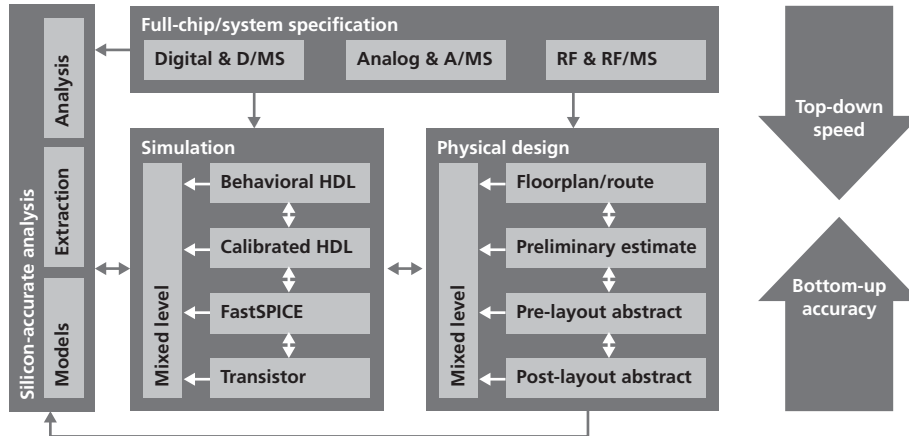 Full-chip/system specification
Digital & D/MS
Analog & A/MS
RF & RF/MS
Silicon-accurate analysis
Analysis
Extraction
Models
Simulation
Mixed level
Behavioral HDL
Calibrated HDL
FastSPICE
Transistor
Physical design
Mixed level
Floorplan/route
Preliminary estimate
Pre-layout abstract
Post-layout abstract
Top-down
speed
Bottom-up
accuracy